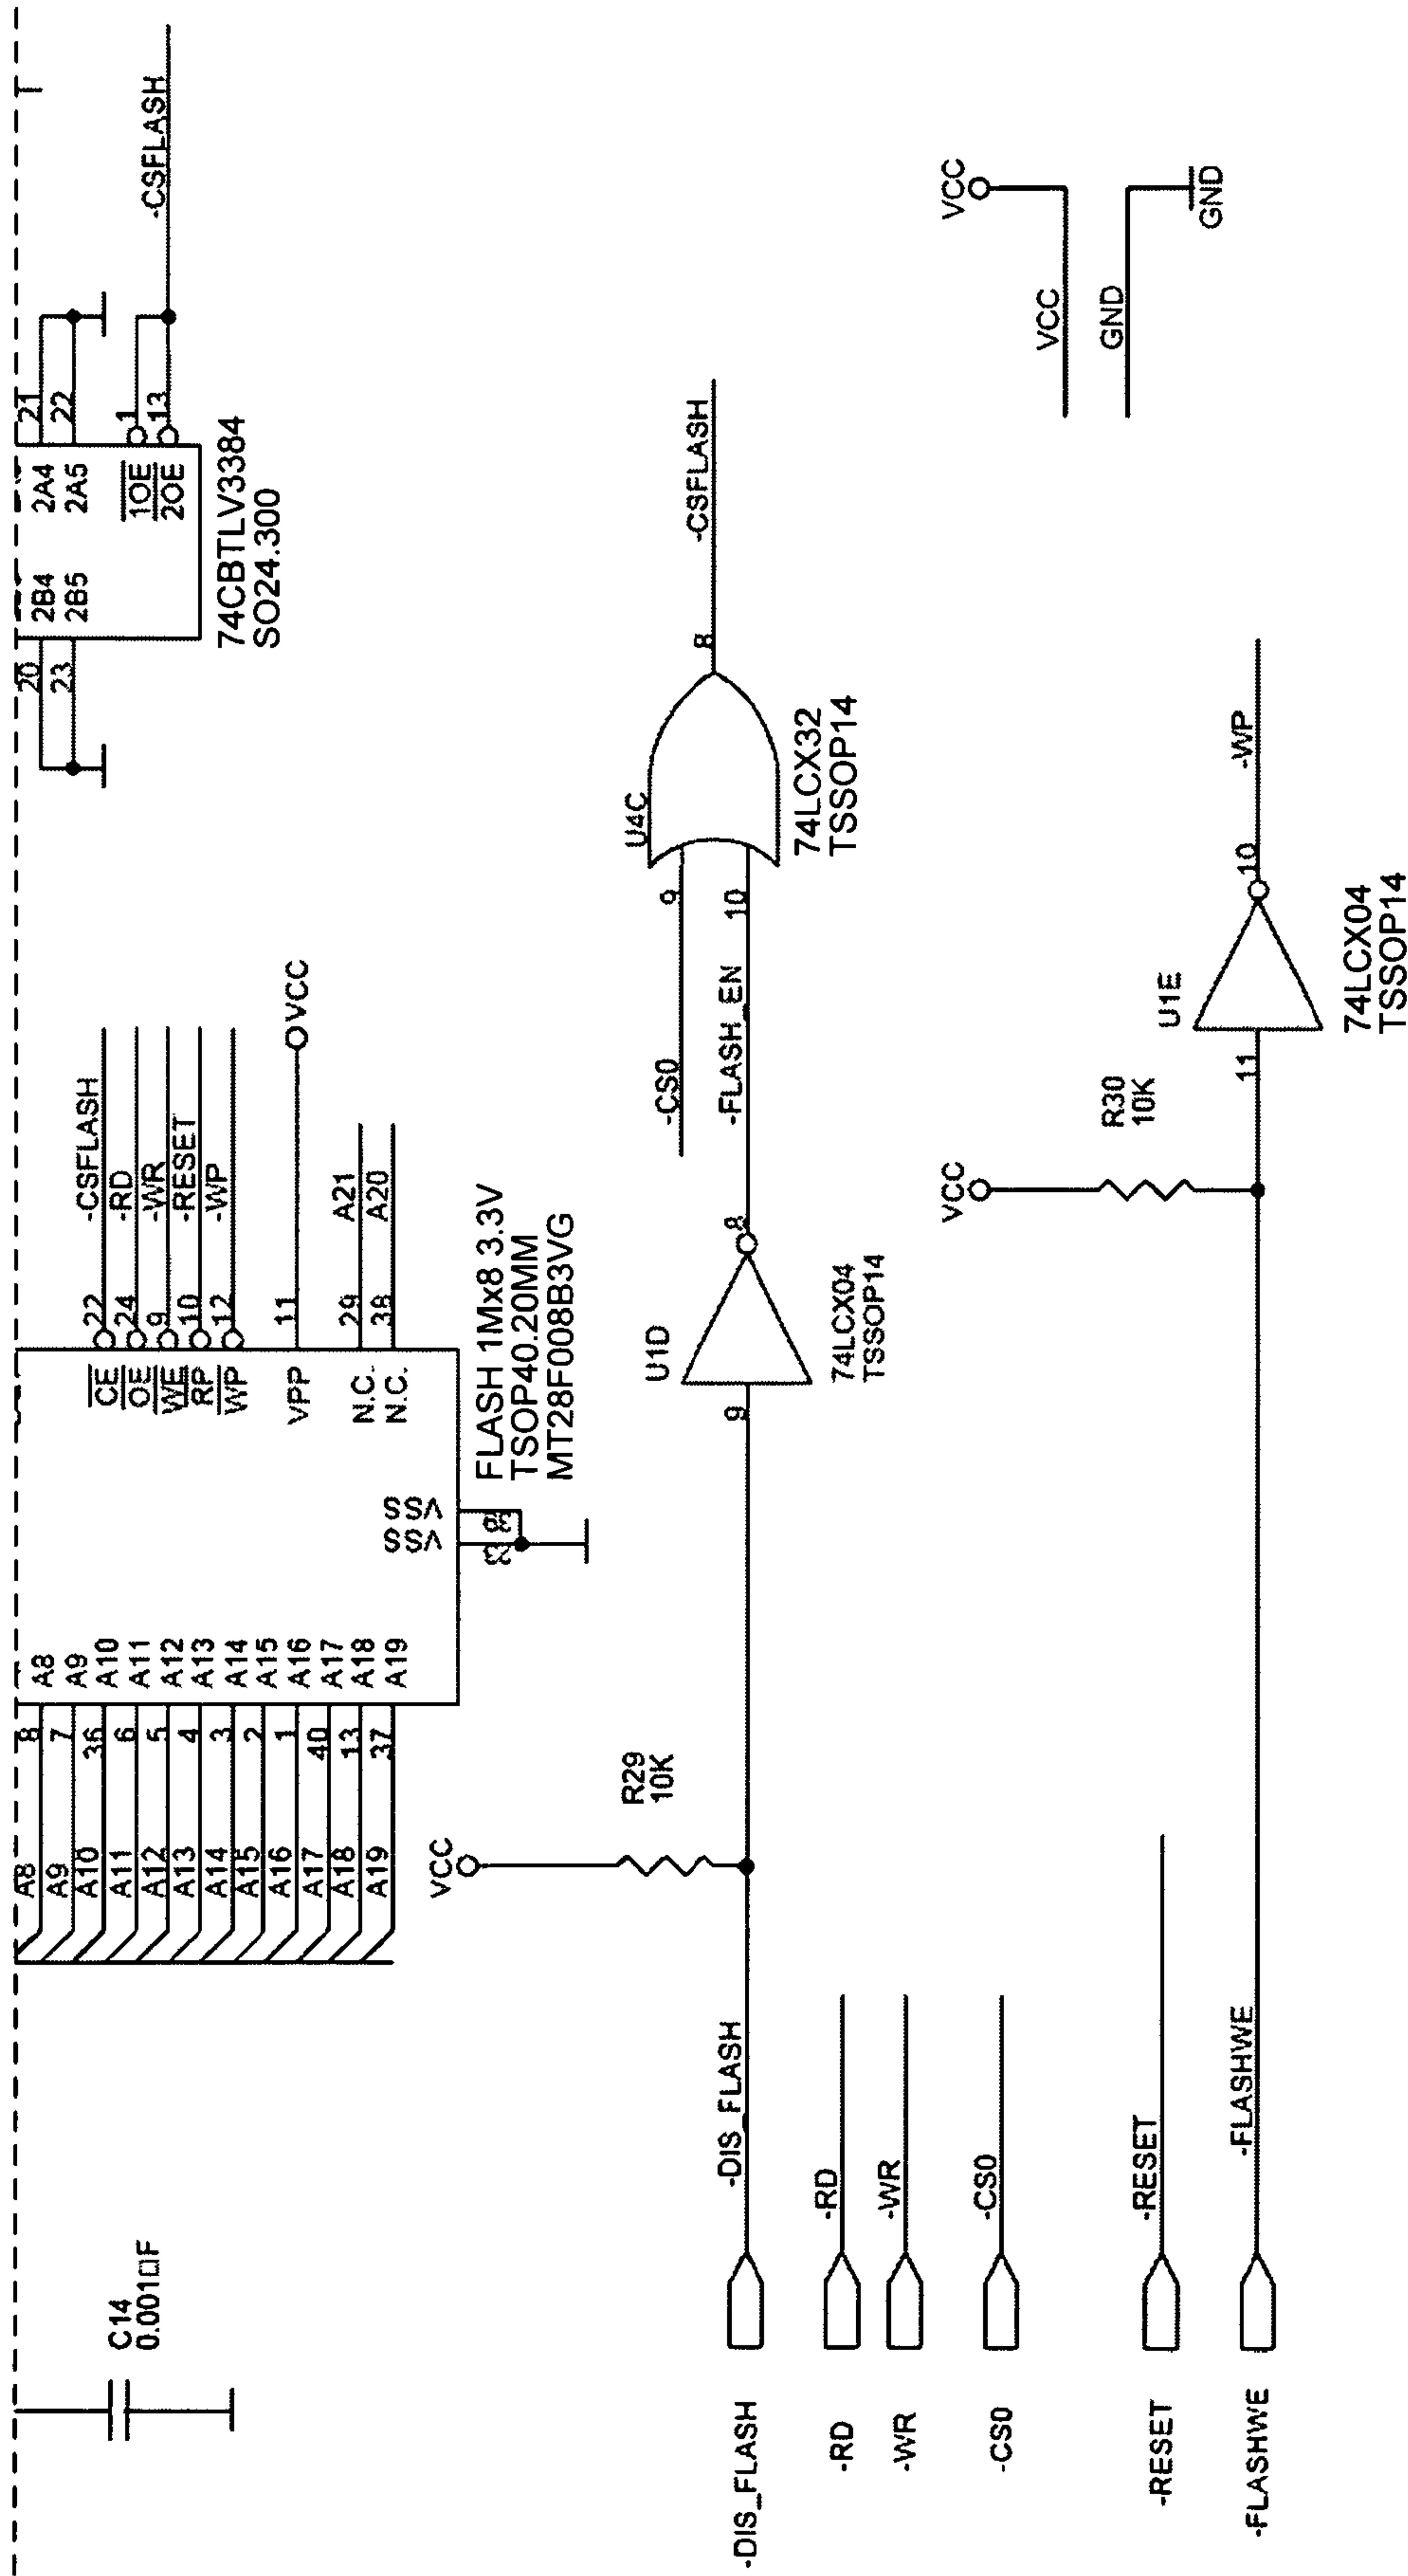 C14
0.001□F
A8
A9
A10
A11
A12
A13
A14
A15
A16
A17
A18
A19
8
7
36
6
5
4
3
2
1
40
13
37
A8
A9
A10
A11
A12
A13
A14
A15
A16
A17
A18
A19
VSS
VSS
23
39
CE
OE
WE
RP
WP
VPP
N.C.
N.C.
22
24
9
10
12
11
29
38
-CSFLASH
-RD
-WR
-RESET
-WP
VCC
A21
A20
FLASH 1Mx8 3.3V
TSOP40.20MM
MT28F008B3VG
20
23
2B4
2B5
2A4
2A5
1OE
2OE
21
22
1
13
-CSFLASH
74CBTLV3384
SO24.300
VCC
R29
10K
-DIS_FLASH
-DIS_FLASH
9
U1D
8
74LCX04
TSSOP14
-CS0
-FLASH_EN
9
10
U4C
8
-CSFLASH
74LCX32
TSSOP14
-RD
-RD
-WR
-WR
-CS0
-CS0
VCC
VCC
GND
GND
-RESET
-RESET
VCC
R30
10K
-FLASHWE
-FLASHWE
11
U1E
10
-WP
74LCX04
TSSOP14